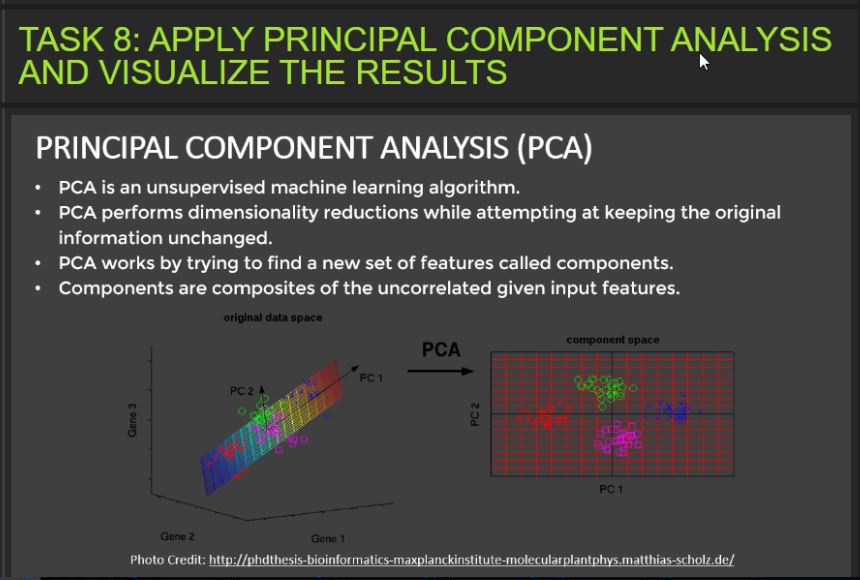 TASK 8: APPLY PRINCIPAL COMPONENT ANALYSIS
AND VISUALIZE THE RESULTS
PRINCIPAL COMPONENT ANALYSIS (PCA)
• PCA is an unsupervised machine learning algorithm.
• PCA performs dimensionality reductions while attempting at keeping the original
information unchanged.
• PCA works by trying to find a new set of features called components.
• Components are composites of the uncorrelated given input features.
original data space
PC 2
PC 1
Gene 3
Gene 2
Gene 1
PCA
component space
PC 2
PC 1
Photo Credit: http://phdthesis-bioinformatics-maxplanckinstitute-molecularplantphys.matthias-scholz.de/